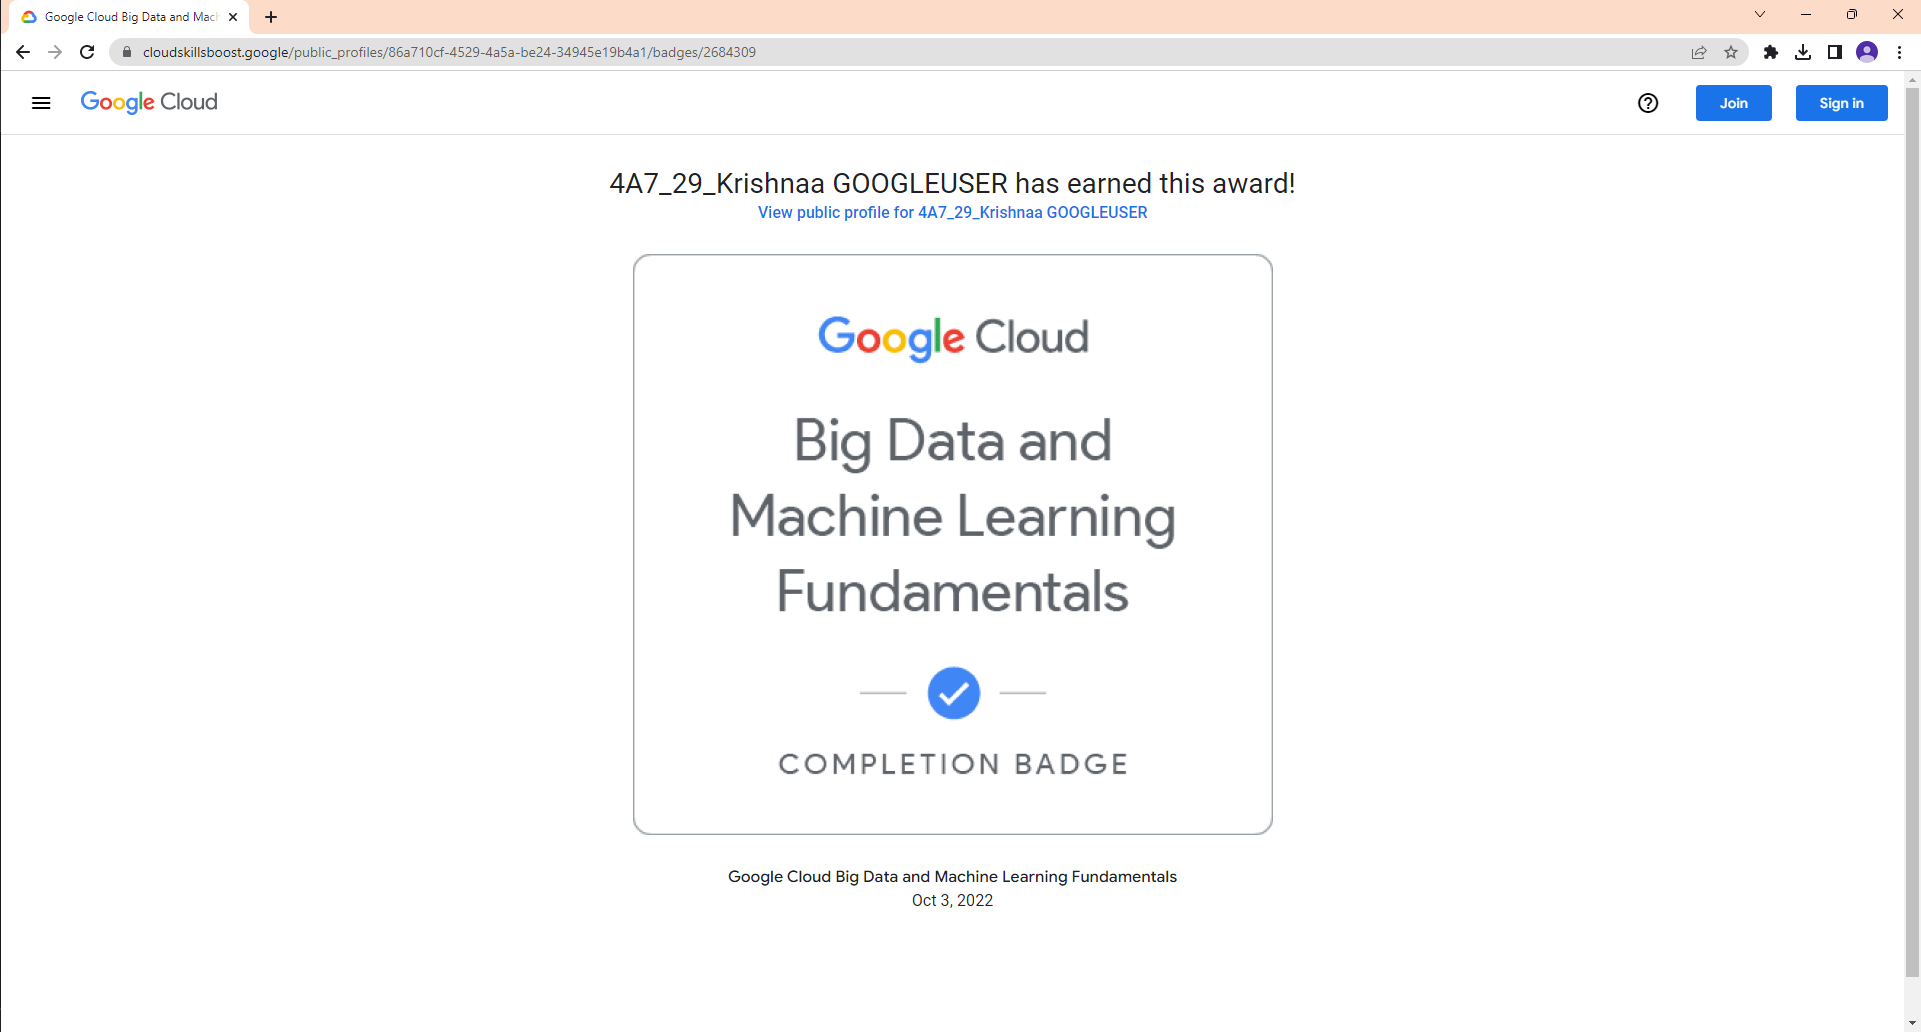 Google Cloud Big Data and Mac
cloudskillsboost.google/public_profiles/86a710cf-4529-4a5a-be24-34945e19b4a1/badges/2684309
Google Cloud
Join
Sign in
4A7_29_Krishnaa GOOGLEUSER has earned this award!
View public profile for 4A7_29_Krishnaa GOOGLEUSER
Google Cloud
Big Data and
Machine Learning
Fundamentals
COMPLETION BADGE
Google Cloud Big Data and Machine Learning Fundamentals
Oct 3, 2022